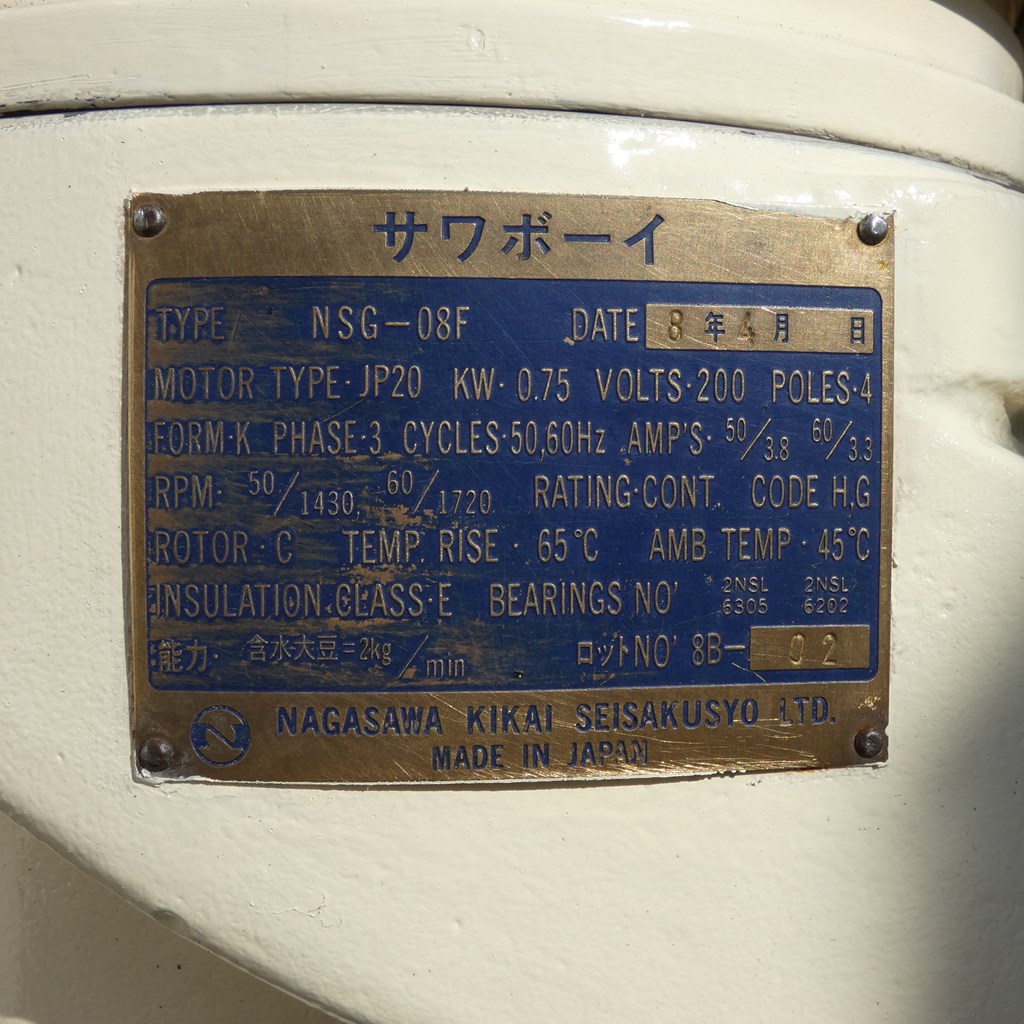 サワボーイ
TYPE NSG-08F DATE 8年4月 日
MOTOR TYPE・JP20 KW・0.75 VOLTS・200 POLES・4
FORM・K PHASE・3 CYCLES・50,60Hz AMP'S・50/3.8 60/3.3
RPM・50/1430, 60/1720 RATING・CONT. CODE H,G
ROTOR・C TEMP. RISE・65℃ AMB TEMP・45℃
INSULATION.CLASS・E BEARINGS NO' 2NSL 6305 2NSL 6202
能力・含水大豆=2kg/min ロットNO' 8B-02
N NAGASAWA KIKAI SEISAKUSYO LTD.
MADE IN JAPAN